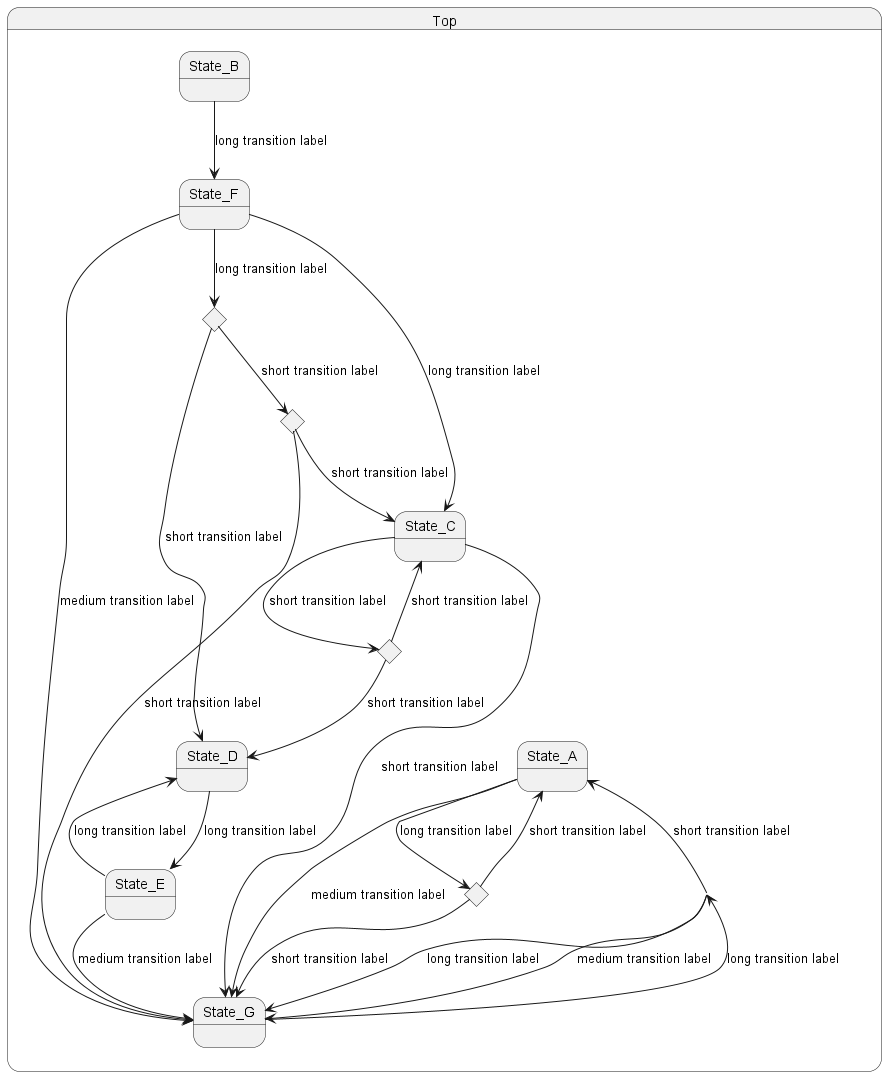 Top
State_B
long transition label
State_F
long transition label
short transition label
long transition label
short transition label
State_C
short transition label
medium transition label
short transition label
short transition label
short transition label
short transition label
State_D
State_A
short transition label
long transition label
long transition label
long transition label
short transition label
short transition label
State_E
medium transition label
medium transition label
short transition label
long transition label
medium transition label
long transition label
State_G